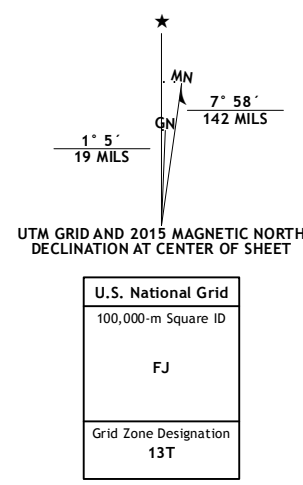 ★
MN
7° 58´
142 MILS
GN
1° 5´
19 MILS
UTM GRID AND 2015 MAGNETIC NORTH
DECLINATION AT CENTER OF SHEET
U.S. National Grid
100,000-m Square ID
FJ
Grid Zone Designation
13T